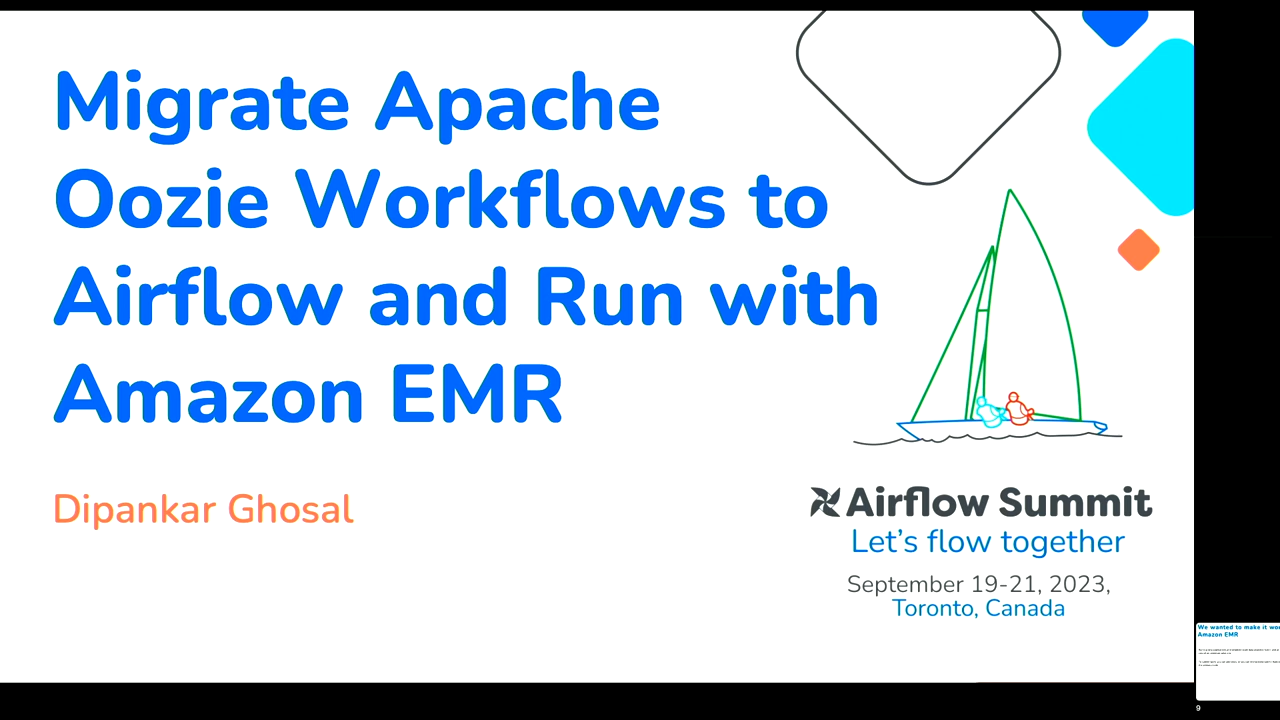 Migrate Apache
Oozie Workflows to
Airflow and Run with
Amazon EMR
Dipankar Ghosal
Airflow Summit
Let's flow together
September 19-21, 2023,
Toronto, Canada
We wanted to make it
Amazon EMR
9